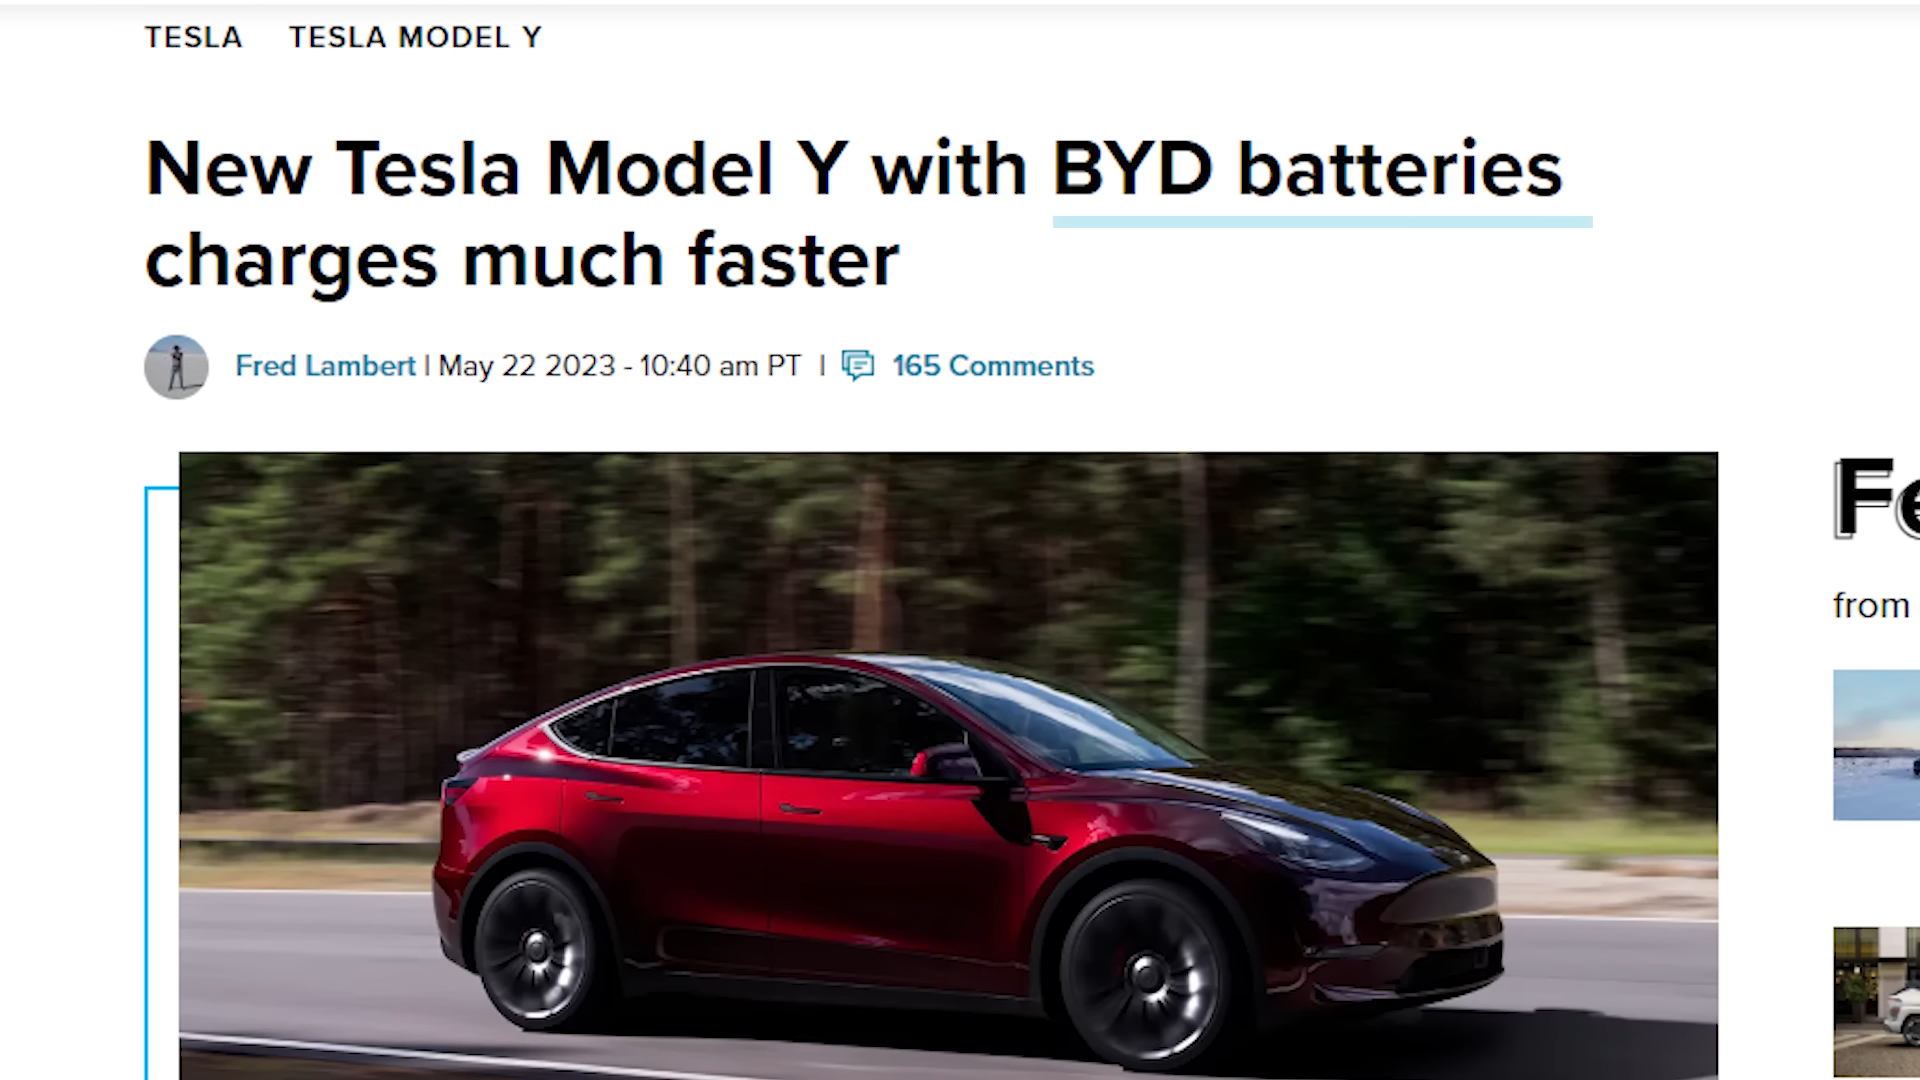 TESLA TESLA MODEL Y
New Tesla Model Y with BYD batteries
charges much faster
Fred Lambert | May 22 2023 - 10:40 am PT | 165 Comments
Fe
from